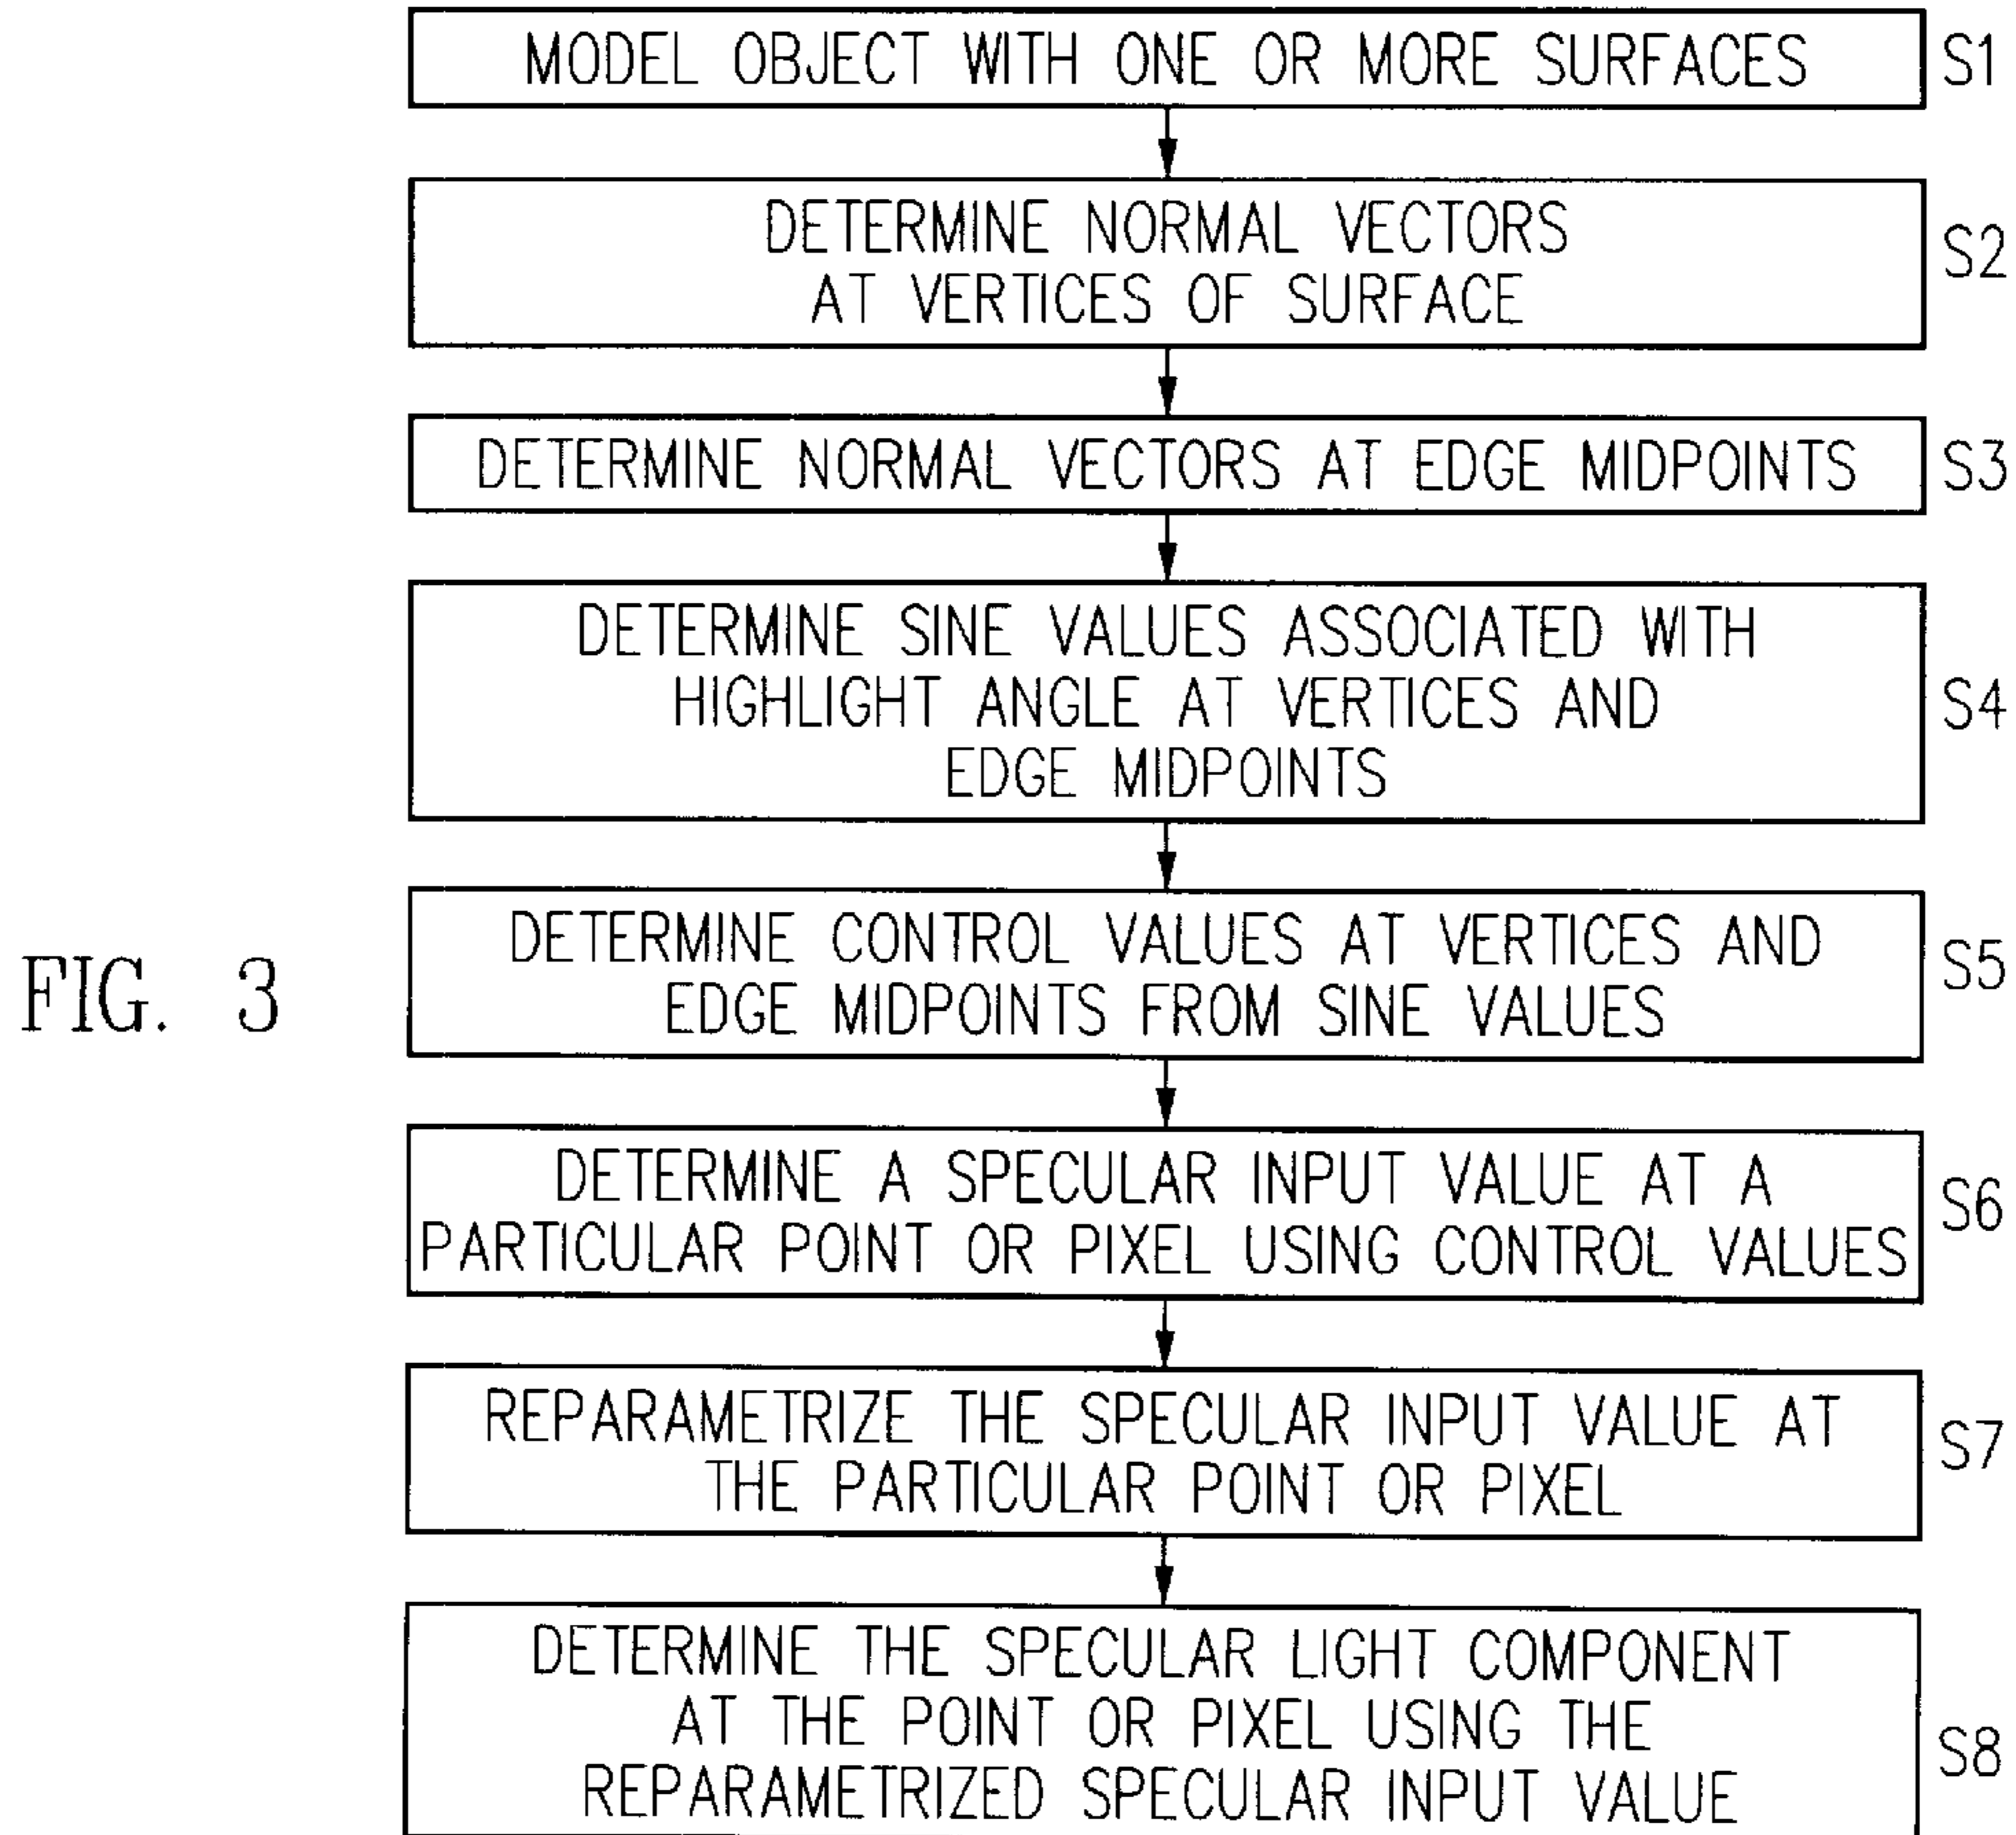 MODEL OBJECT WITH ONE OR MORE SURFACES
S1
DETERMINE NORMAL VECTORS
AT VERTICES OF SURFACE
S2
DETERMINE NORMAL VECTORS AT EDGE MIDPOINTS
S3
DETERMINE SINE VALUES ASSOCIATED WITH
HIGHLIGHT ANGLE AT VERTICES AND
EDGE MIDPOINTS
S4
DETERMINE CONTROL VALUES AT VERTICES AND
EDGE MIDPOINTS FROM SINE VALUES
S5
FIG. 3
DETERMINE A SPECULAR INPUT VALUE AT A
PARTICULAR POINT OR PIXEL USING CONTROL VALUES
S6
REPARAMETRIZE THE SPECULAR INPUT VALUE AT
THE PARTICULAR POINT OR PIXEL
S7
DETERMINE THE SPECULAR LIGHT COMPONENT
AT THE POINT OR PIXEL USING THE
REPARAMETRIZED SPECULAR INPUT VALUE
S8